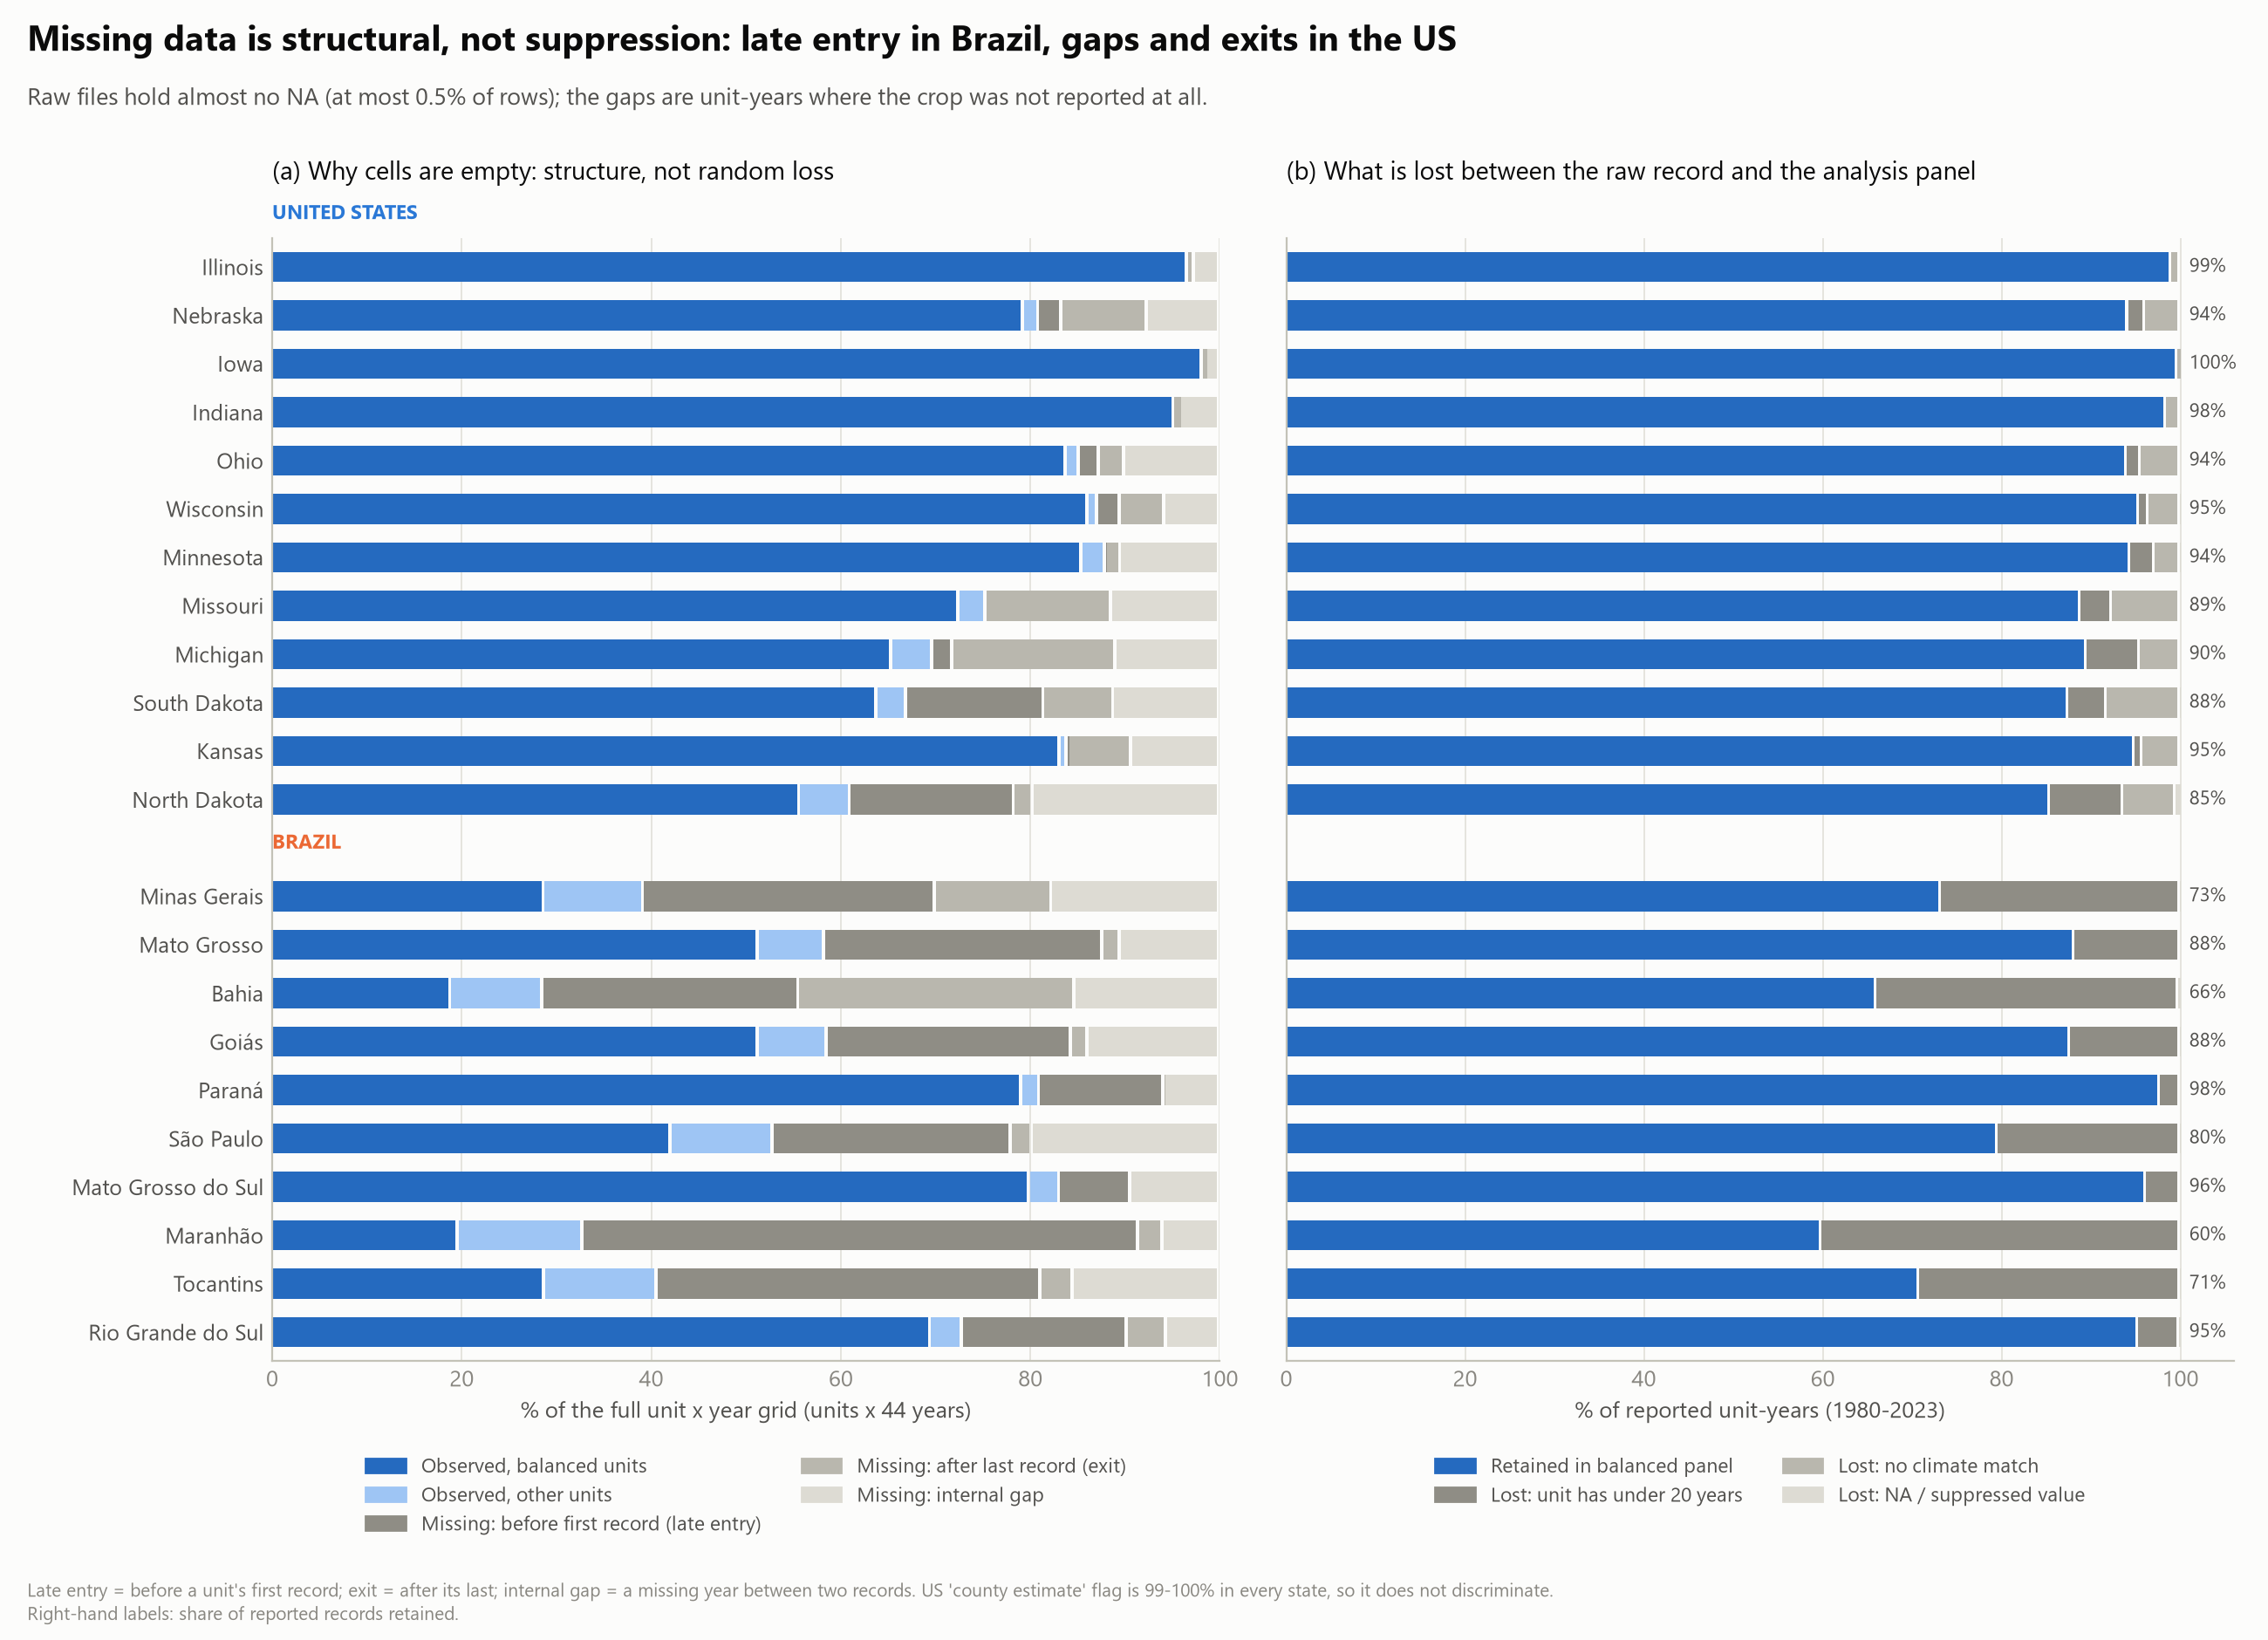 Missing data is structural, not suppression: late entry in Brazil, gaps and exits in the US
Raw files hold almost no NA (at most 0.5% of rows); the gaps are unit-years where the crop was not reported at all.
(a) Why cells are empty: structure, not random loss
UNITED STATES
Illinois
Nebraska
Iowa
Indiana
Ohio
Wisconsin
Minnesota
Missouri
Michigan
South Dakota
Kansas
North Dakota
BRAZIL
Minas Gerais
Mato Grosso
Bahia
Goiás
Paraná
São Paulo
Mato Grosso do Sul
Maranhão
Tocantins
Rio Grande do Sul
0 20 40 60 80 100
% of the full unit x year grid (units x 44 years)
Observed, balanced units
Observed, other units
Missing: before first record (late entry)
Missing: after last record (exit)
Missing: internal gap
(b) What is lost between the raw record and the analysis panel
99%
94%
100%
98%
94%
95%
94%
89%
90%
88%
95%
85%
73%
88%
66%
88%
98%
80%
96%
60%
71%
95%
0 20 40 60 80 100
% of reported unit-years (1980-2023)
Retained in balanced panel
Lost: unit has under 20 years
Lost: no climate match
Lost: NA / suppressed value
Late entry = before a unit's first record; exit = after its last; internal gap = a missing year between two records. US 'county estimate' flag is 99-100% in every state, so it does not discriminate.
Right-hand labels: share of reported records retained.